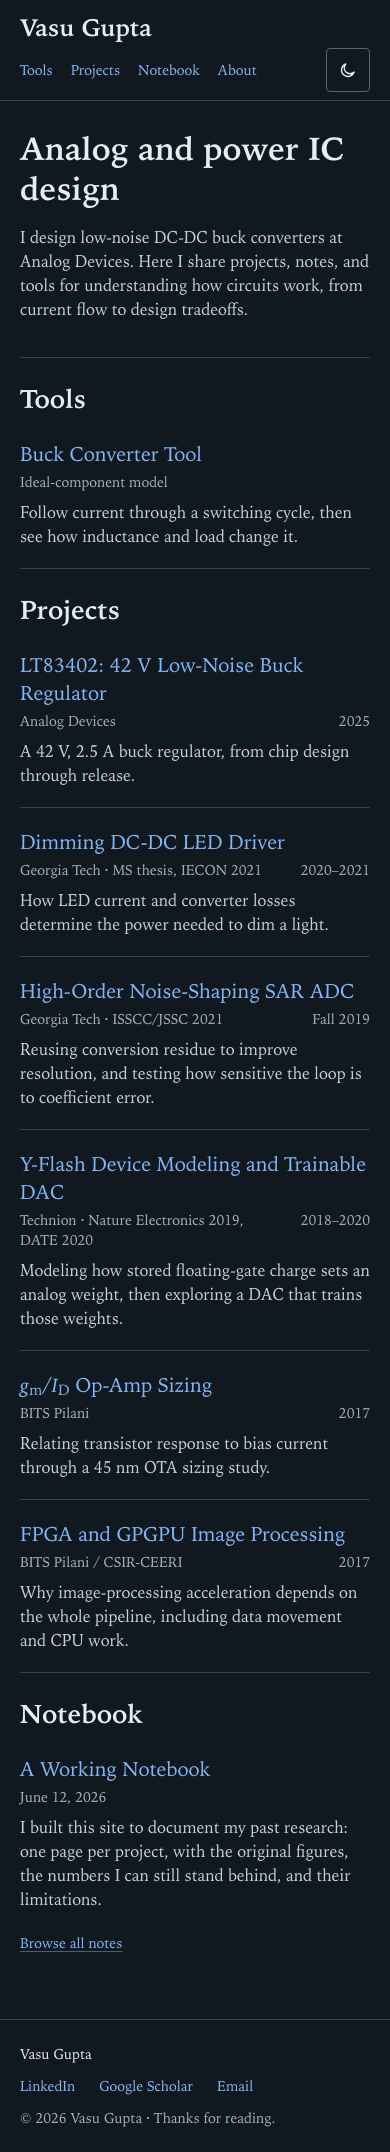 Vasu Gupta
Tools Projects Notebook About
Analog and power IC
design
I design low-noise DC-DC buck converters at
Analog Devices. Here I share projects, notes, and
tools for understanding how circuits work, from
current flow to design tradeoffs.
Tools
Buck Converter Tool
Ideal-component model
Follow current through a switching cycle, then
see how inductance and load change it.
Projects
LT83402: 42 V Low-Noise Buck
Regulator
Analog Devices 2025
A 42 V, 2.5 A buck regulator, from chip design
through release.
Dimming DC-DC LED Driver
Georgia Tech · MS thesis, IECON 2021 2020–2021
How LED current and converter losses
determine the power needed to dim a light.
High-Order Noise-Shaping SAR ADC
Georgia Tech · ISSCC/JSSC 2021 Fall 2019
Reusing conversion residue to improve
resolution, and testing how sensitive the loop is
to coefficient error.
Y-Flash Device Modeling and Trainable
DAC
Technion · Nature Electronics 2019, 2018–2020
DATE 2020
Modeling how stored floating-gate charge sets an
analog weight, then exploring a DAC that trains
those weights.
gm/ID Op-Amp Sizing
BITS Pilani 2017
Relating transistor response to bias current
through a 45 nm OTA sizing study.
FPGA and GPGPU Image Processing
BITS Pilani / CSIR-CEERI 2017
Why image-processing acceleration depends on
the whole pipeline, including data movement
and CPU work.
Notebook
A Working Notebook
June 12, 2026
I built this site to document my past research:
one page per project, with the original figures,
the numbers I can still stand behind, and their
limitations.
Browse all notes
Vasu Gupta
LinkedIn Google Scholar Email
© 2026 Vasu Gupta · Thanks for reading.